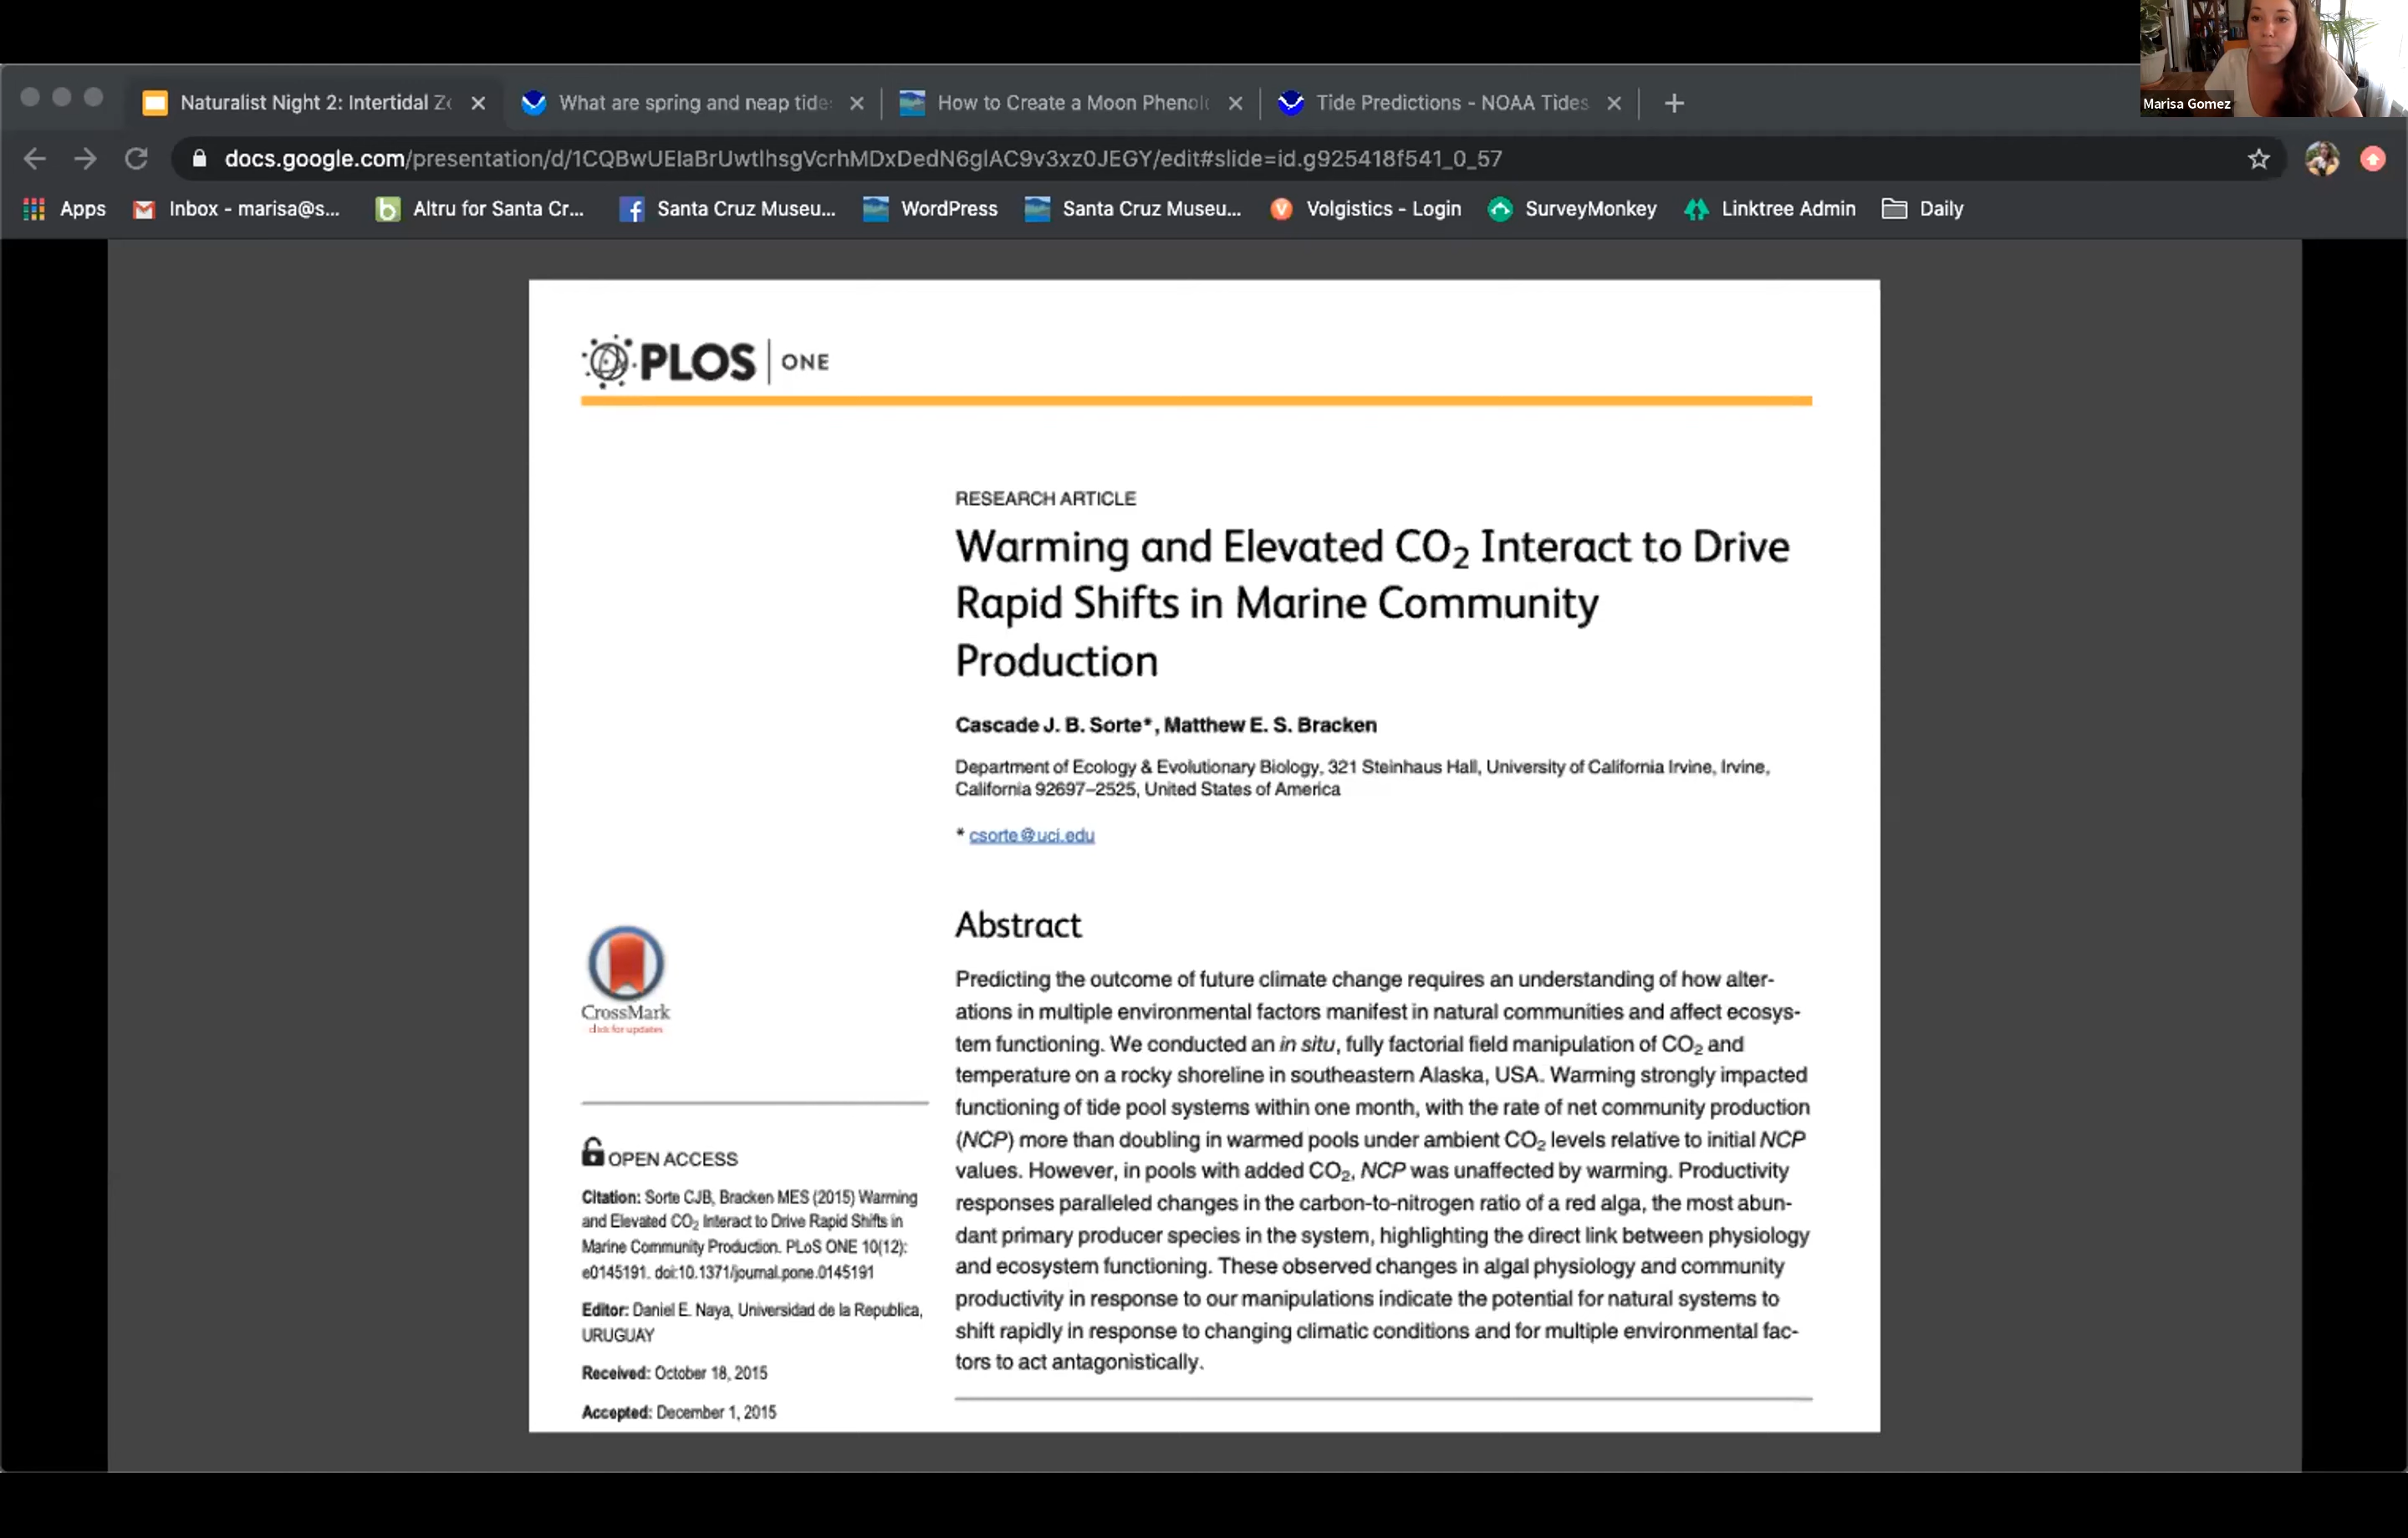 Marisa Gomez
Naturalist Night 2: Intertidal Z
What are spring and neap tide
How to Create a Moon Phenol
Tide Predictions - NOAA Tides
docs.google.com/presentation/d/1CQBwUEIaBrUwtlhsgVcrhMDxDedN6glAC9v3xz0JEGY/edit#slide=id.g925418f541_0_57
Apps Inbox - marisa@s... Altru for Santa Cr... Santa Cruz Museu... WordPress Santa Cruz Museu... Volgistics - Login SurveyMonkey Linktree Admin Daily
PLOS | ONE
RESEARCH ARTICLE
Warming and Elevated CO₂ Interact to Drive
Rapid Shifts in Marine Community
Production
Cascade J. B. Sorte*, Matthew E. S. Bracken
Department of Ecology & Evolutionary Biology, 321 Steinhaus Hall, University of California Irvine, Irvine,
California 92697–2525, United States of America
* csorte@uci.edu
Abstract
Predicting the outcome of future climate change requires an understanding of how alter-
ations in multiple environmental factors manifest in natural communities and affect ecosys-
tem functioning. We conducted an in situ, fully factorial field manipulation of CO₂ and
temperature on a rocky shoreline in southeastern Alaska, USA. Warming strongly impacted
functioning of tide pool systems within one month, with the rate of net community production
(NCP) more than doubling in warmed pools under ambient CO₂ levels relative to initial NCP
values. However, in pools with added CO₂, NCP was unaffected by warming. Productivity
responses paralleled changes in the carbon-to-nitrogen ratio of a red alga, the most abun-
dant primary producer species in the system, highlighting the direct link between physiology
and ecosystem functioning. These observed changes in algal physiology and community
productivity in response to our manipulations indicate the potential for natural systems to
shift rapidly in response to changing climatic conditions and for multiple environmental fac-
tors to act antagonistically.
CrossMark
click for updates
OPEN ACCESS
Citation: Sorte CJB, Bracken MES (2015) Warming
and Elevated CO₂ Interact to Drive Rapid Shifts in
Marine Community Production. PLoS ONE 10(12):
e0145191. doi:10.1371/journal.pone.0145191
Editor: Daniel E. Naya, Universidad de la Republica,
URUGUAY
Received: October 18, 2015
Accepted: December 1, 2015